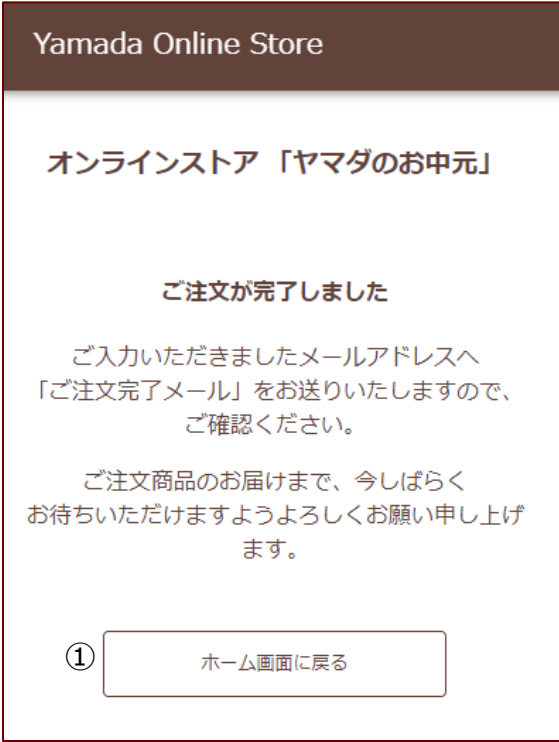 Yamada Online Store
オンラインストア 「ヤマダのお中元」
ご注文が完了しました
ご入力いただきましたメールアドレスへ
「ご注文完了メール」をお送りいたしますので、
ご確認ください。
ご注文商品のお届けまで、今しばらく
お待ちいただけますようよろしくお願い申し上げ
ます。
① ホーム画面に戻る